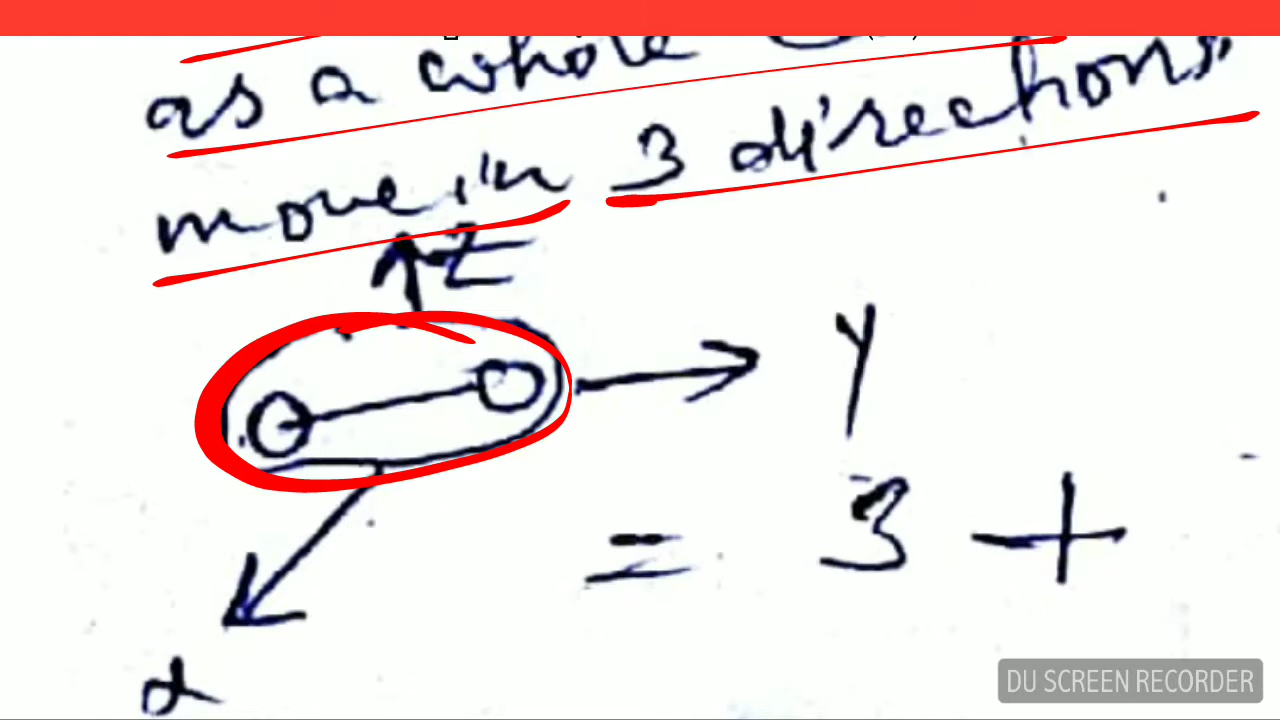 as a whole
move in 3 directions
Z
Y
= 3 +
x
DU SCREEN RECORDER